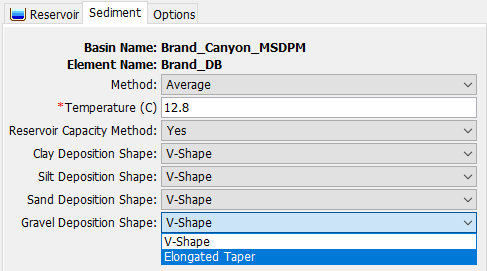 Reservoir Sediment Options
Basin Name: Brand_Canyon_MSDPM
Element Name: Brand_DB
Method: Average
*Temperature (C) 12.8
Reservoir Capacity Method: Yes
Clay Deposition Shape: V-Shape
Silt Deposition Shape: V-Shape
Sand Deposition Shape: V-Shape
Gravel Deposition Shape: V-Shape
V-Shape
Elongated Taper